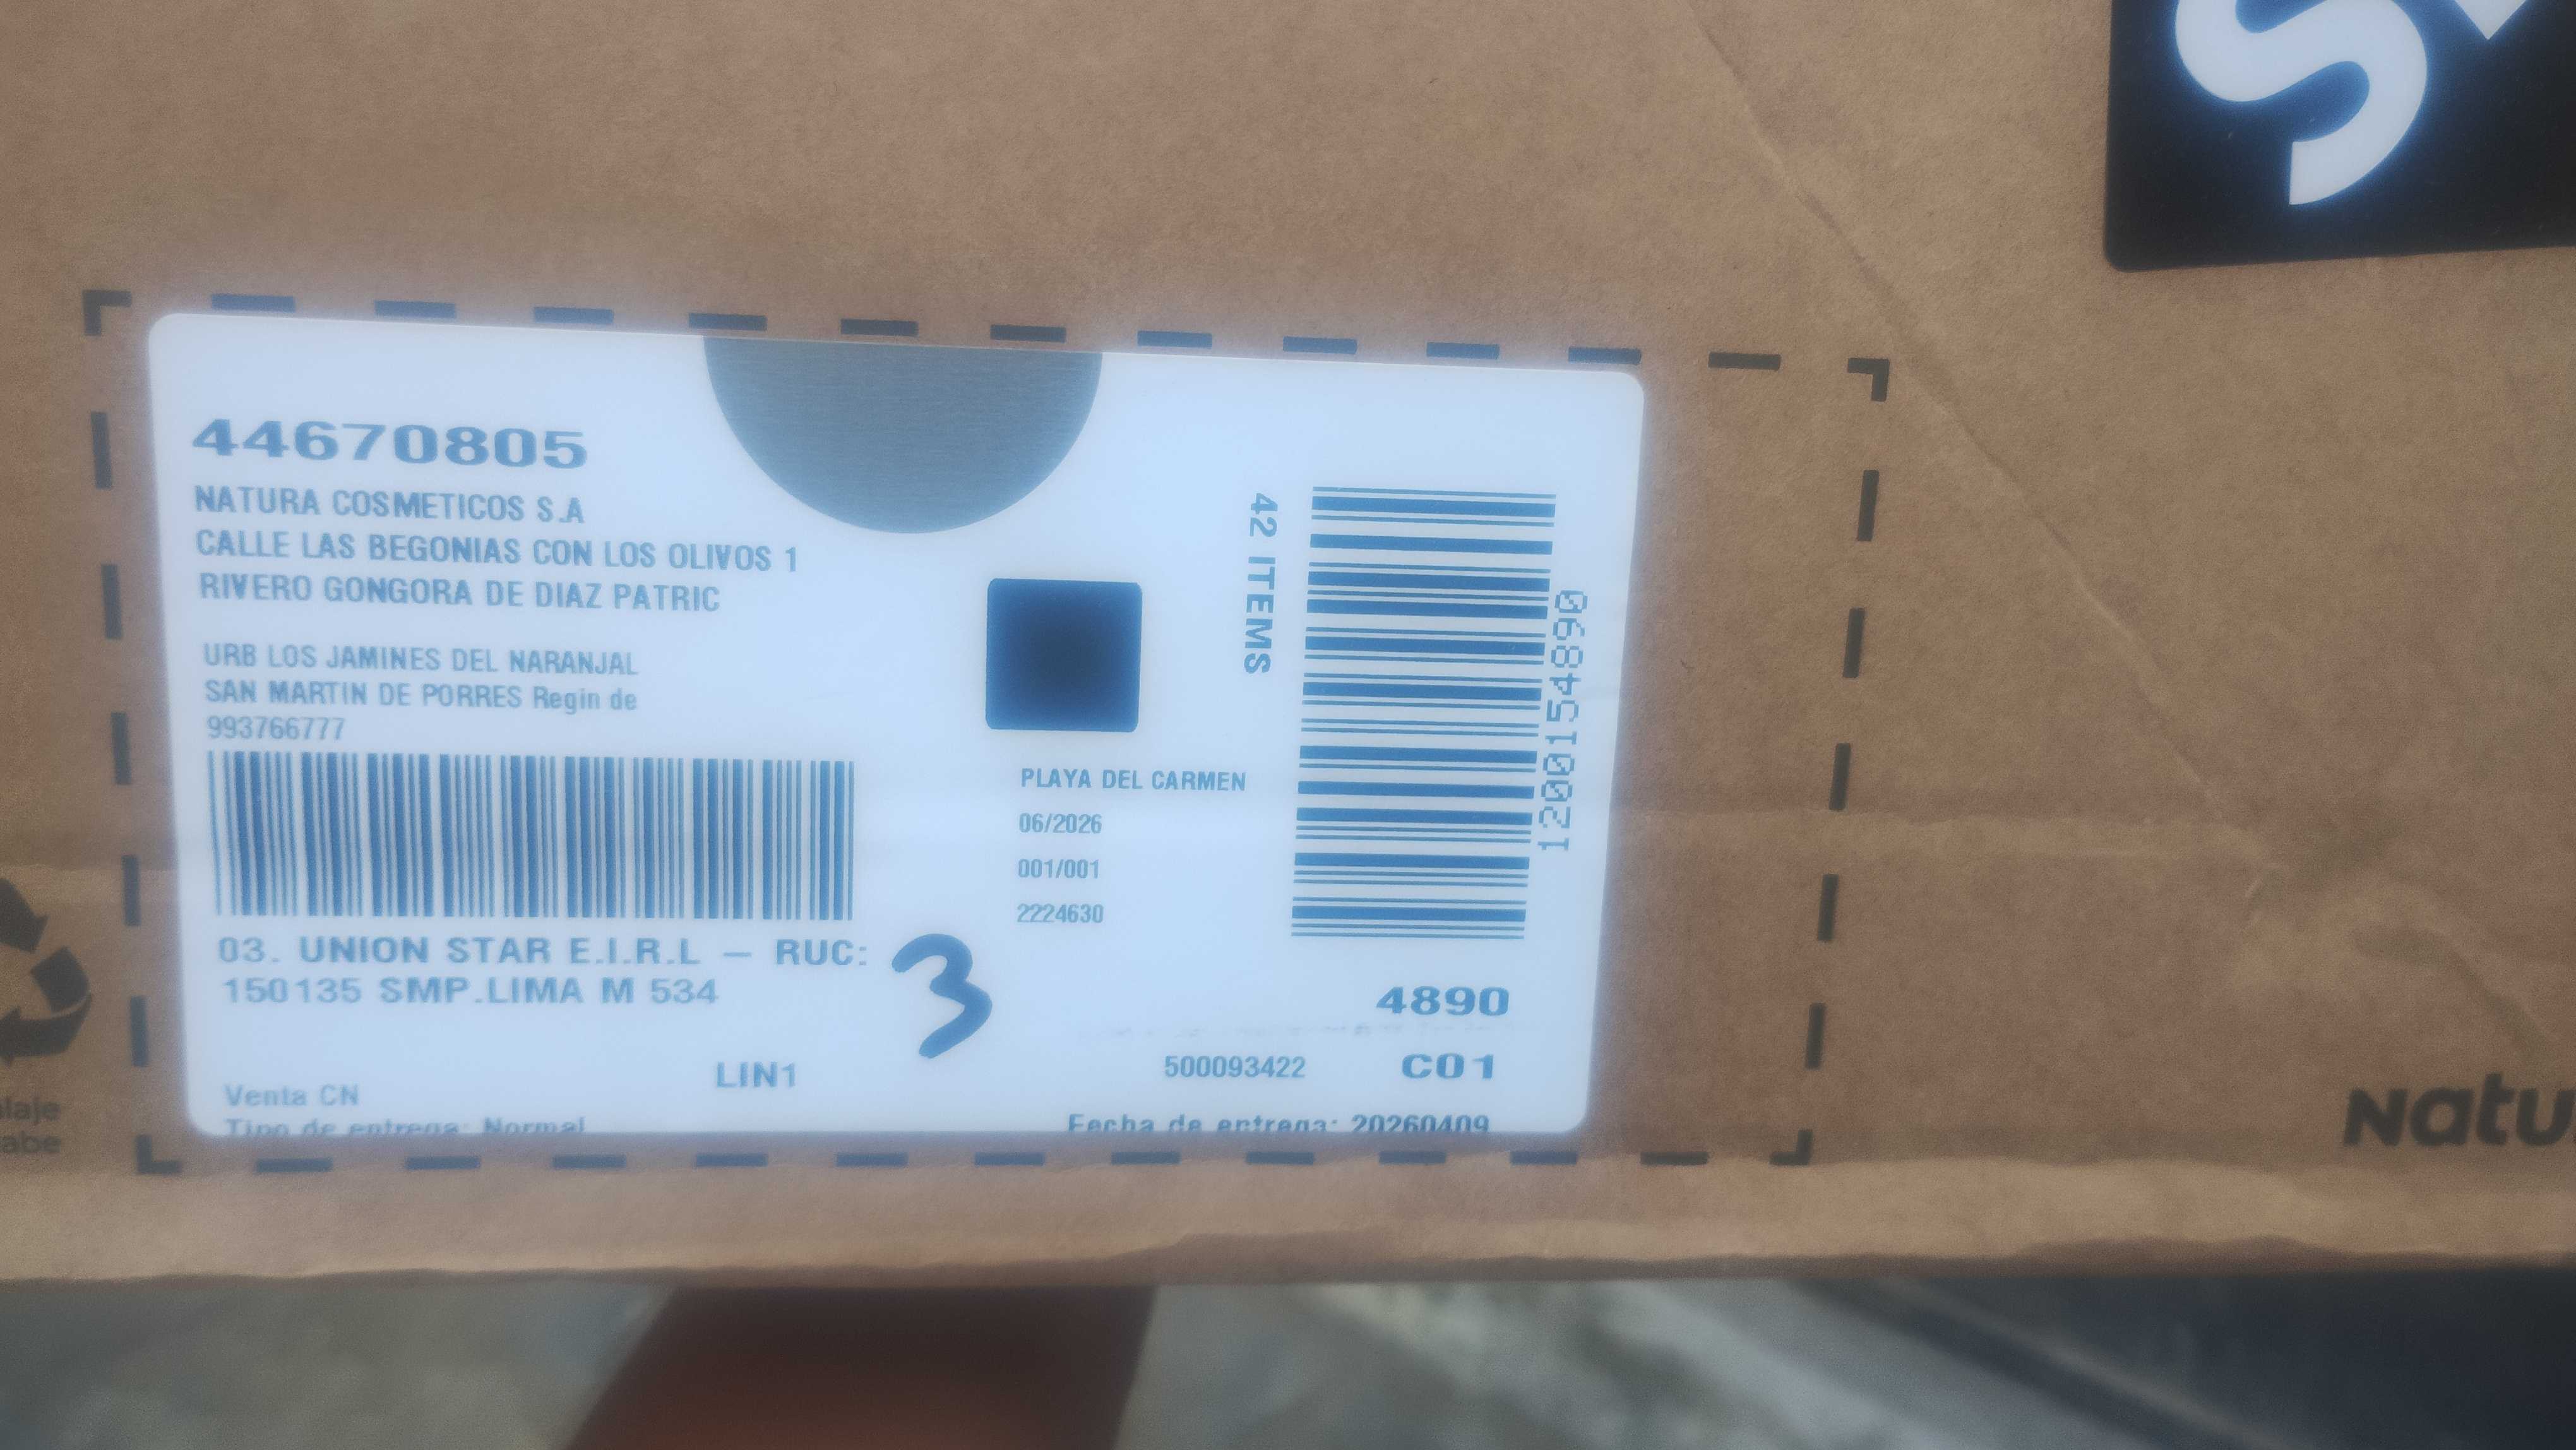 44670805
NATURA COSMETICOS S.A
CALLE LAS BEGONIAS CON LOS OLIVOS 1
RIVERO GONGORA DE DIAZ PATRIC
URB LOS JAMINES DEL NARANJAL
SAN MARTIN DE PORRES Regin de
993766777
03. UNION STAR E.I.R.L — RUC:
150135 SMP.LIMA M 534
3
LIN1
Venta CN
Tipo de entrega: Normal
PLAYA DEL CARMEN
06/2026
001/001
2224630
42 ITEMS
1200154890
4890
500093422 C01
Fecha de entrega: 20260409
Natu
laje
abe